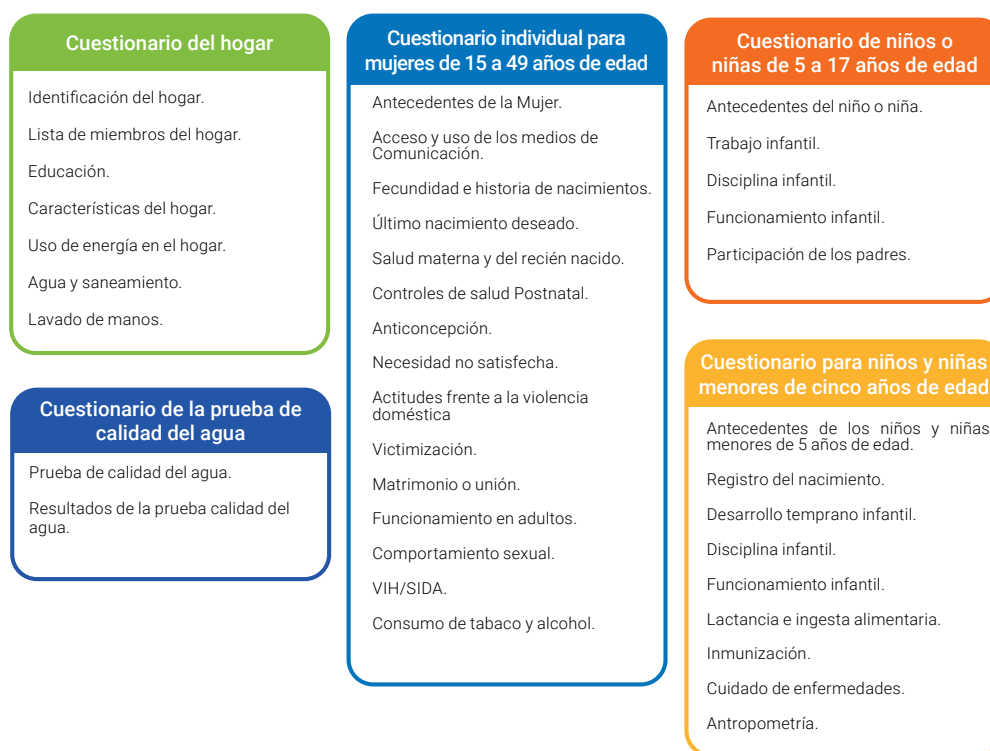 Cuestionario del hogar
Identificación del hogar.
Lista de miembros del hogar.
Educación.
Características del hogar.
Uso de energía en el hogar.
Agua y saneamiento.
Lavado de manos.
Cuestionario de la prueba de
calidad del agua
Prueba de calidad del agua.
Resultados de la prueba calidad del
agua.
Cuestionario individual para
mujeres de 15 a 49 años de edad
Antecedentes de la Mujer.
Acceso y uso de los medios de
Comunicación.
Fecundidad e historia de nacimientos.
Último nacimiento deseado.
Salud materna y del recién nacido.
Controles de salud Postnatal.
Anticoncepción.
Necesidad no satisfecha.
Actitudes frente a la violencia
doméstica
Victimización.
Matrimonio o unión.
Funcionamiento en adultos.
Comportamiento sexual.
VIH/SIDA.
Consumo de tabaco y alcohol.
Cuestionario de niños o
niñas de 5 a 17 años de edad
Antecedentes del niño o niña.
Trabajo infantil.
Disciplina infantil.
Funcionamiento infantil.
Participación de los padres.
Cuestionario para niños y niñas
menores de cinco años de edad
Antecedentes de los niños y niñas
menores de 5 años de edad.
Registro del nacimiento.
Desarrollo temprano infantil.
Disciplina infantil.
Funcionamiento infantil.
Lactancia e ingesta alimentaria.
Inmunización.
Cuidado de enfermedades.
Antropometría.